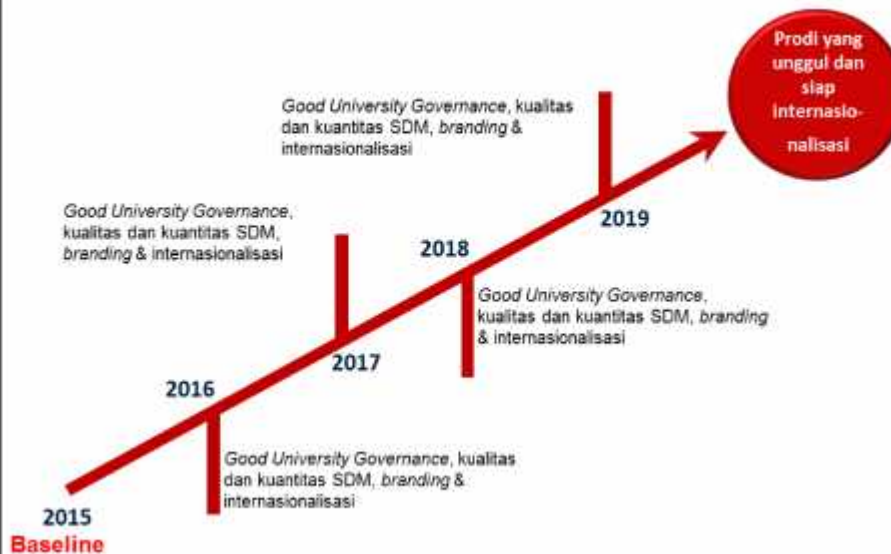 Prodi yang
unggul dan
siap
internasio-
nalisasi
Good University Governance, kualitas
dan kuantitas SDM, branding &
internasionalisasi
2019
Good University Governance,
kualitas dan kuantitas SDM,
branding & internasionalisasi
2018
Good University Governance,
kualitas dan kuantitas SDM, branding
& internasionalisasi
2017
2016
Good University Governance, kualitas
dan kuantitas SDM, branding &
internasionalisasi
2015
Baseline